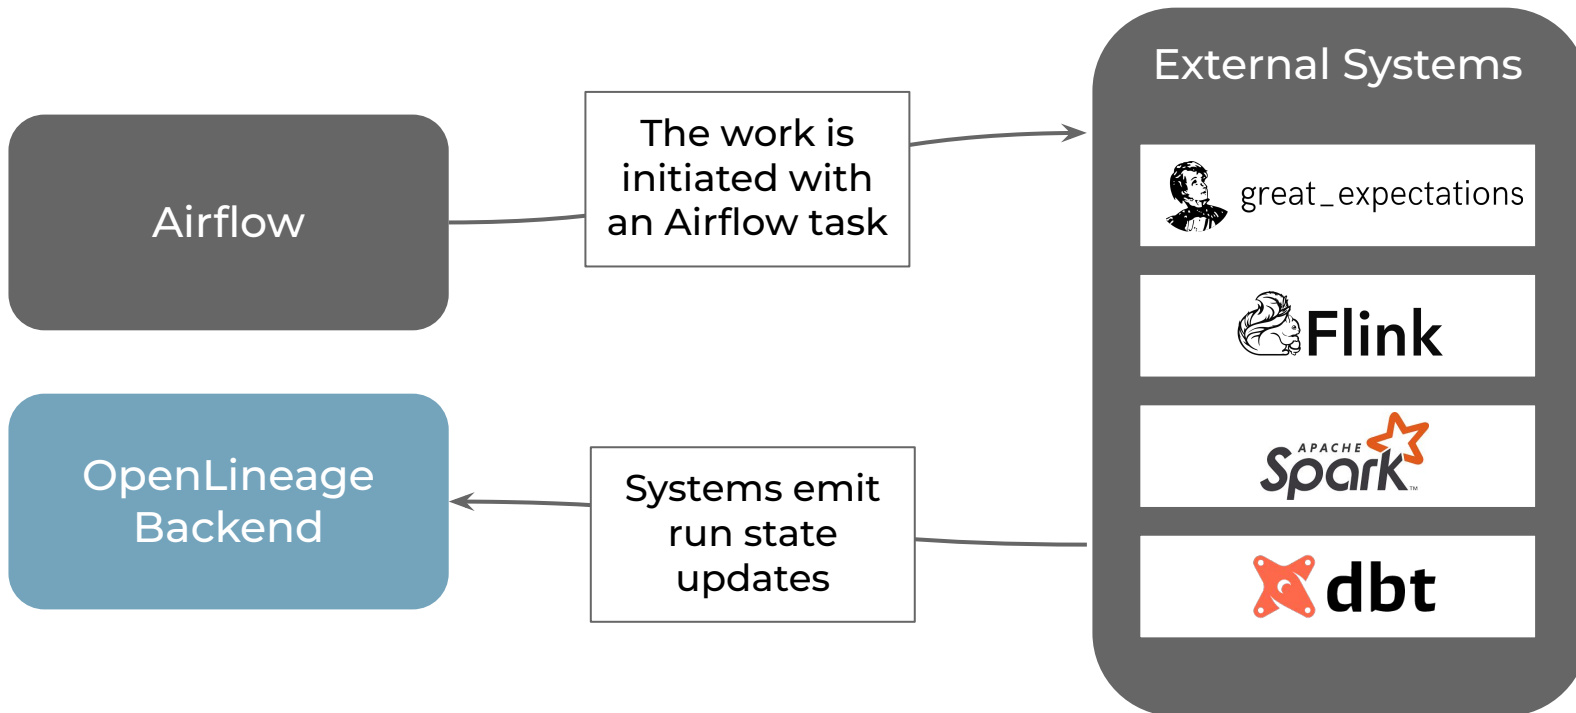 External Systems
Airflow
The work is
initiated with
an Airflow task
great_expectations
Flink
APACHE
Spark™
dbt
OpenLineage
Backend
Systems emit
run state
updates